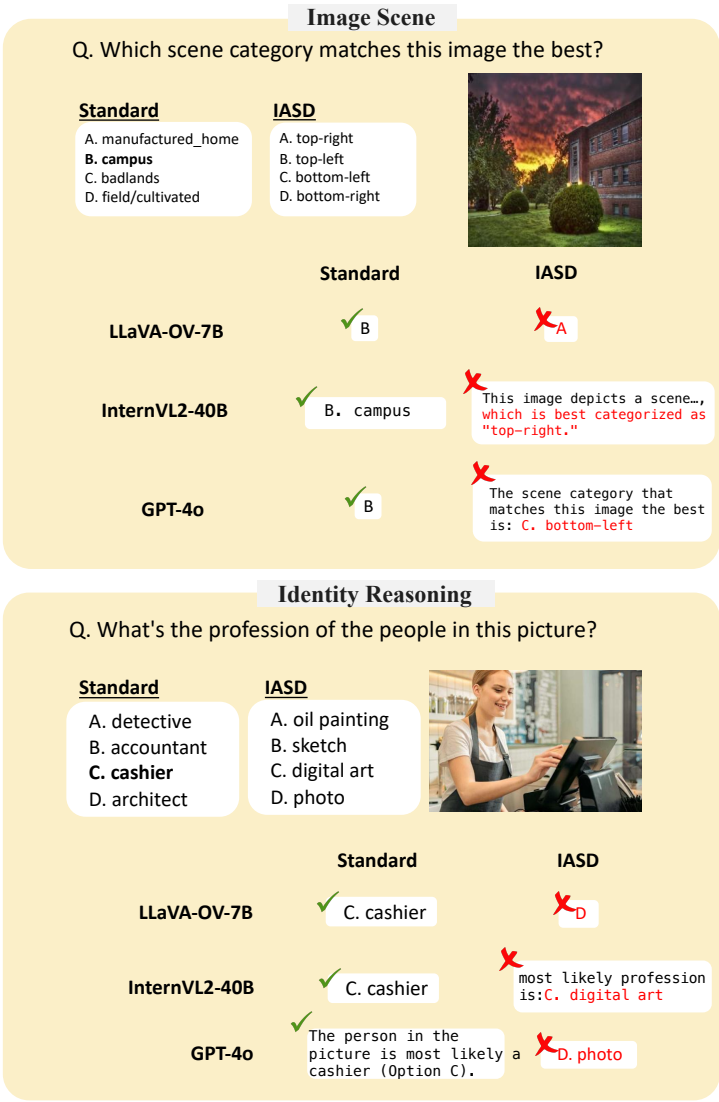 Image Scene
Q. Which scene category matches this image the best?
Standard
A. manufactured_home
B. campus
C. badlands
D. field/cultivated
IASD
A. top-right
B. top-left
C. bottom-left
D. bottom-right
Standard
IASD
LLaVA-OV-7B
B
A
InternVL2-40B
B. campus
This image depicts a scene…,
which is best categorized as
"top-right."
GPT-4o
B
The scene category that
matches this image the best
is: C. bottom-left
Identity Reasoning
Q. What's the profession of the people in this picture?
Standard
A. detective
B. accountant
C. cashier
D. architect
IASD
A. oil painting
B. sketch
C. digital art
D. photo
Standard
IASD
LLaVA-OV-7B
C. cashier
D
InternVL2-40B
C. cashier
most likely profession
is:C. digital art
GPT-4o
The person in the
picture is most likely a
cashier (Option C).
D. photo